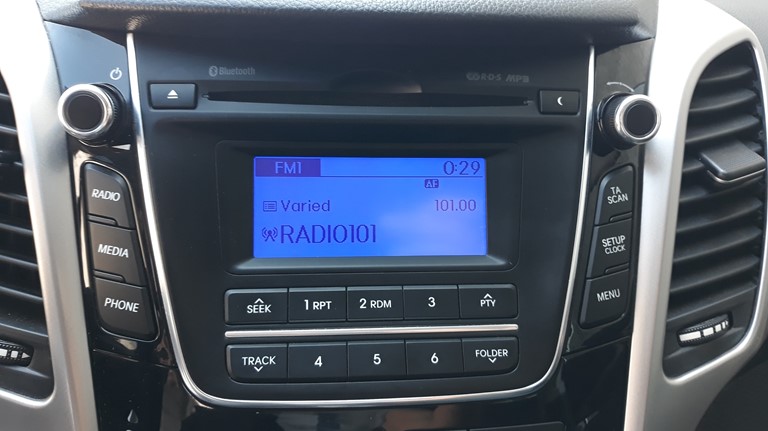 Bluetooth
R·D·S MP3
FM1 0:29
AF
Varied 101.00
RADIO101
RADIO
MEDIA
PHONE
TA
SCAN
SETUP
CLOCK
MENU
SEEK
1 RPT
2 RDM
3
PTY
TRACK
4
5
6
FOLDER